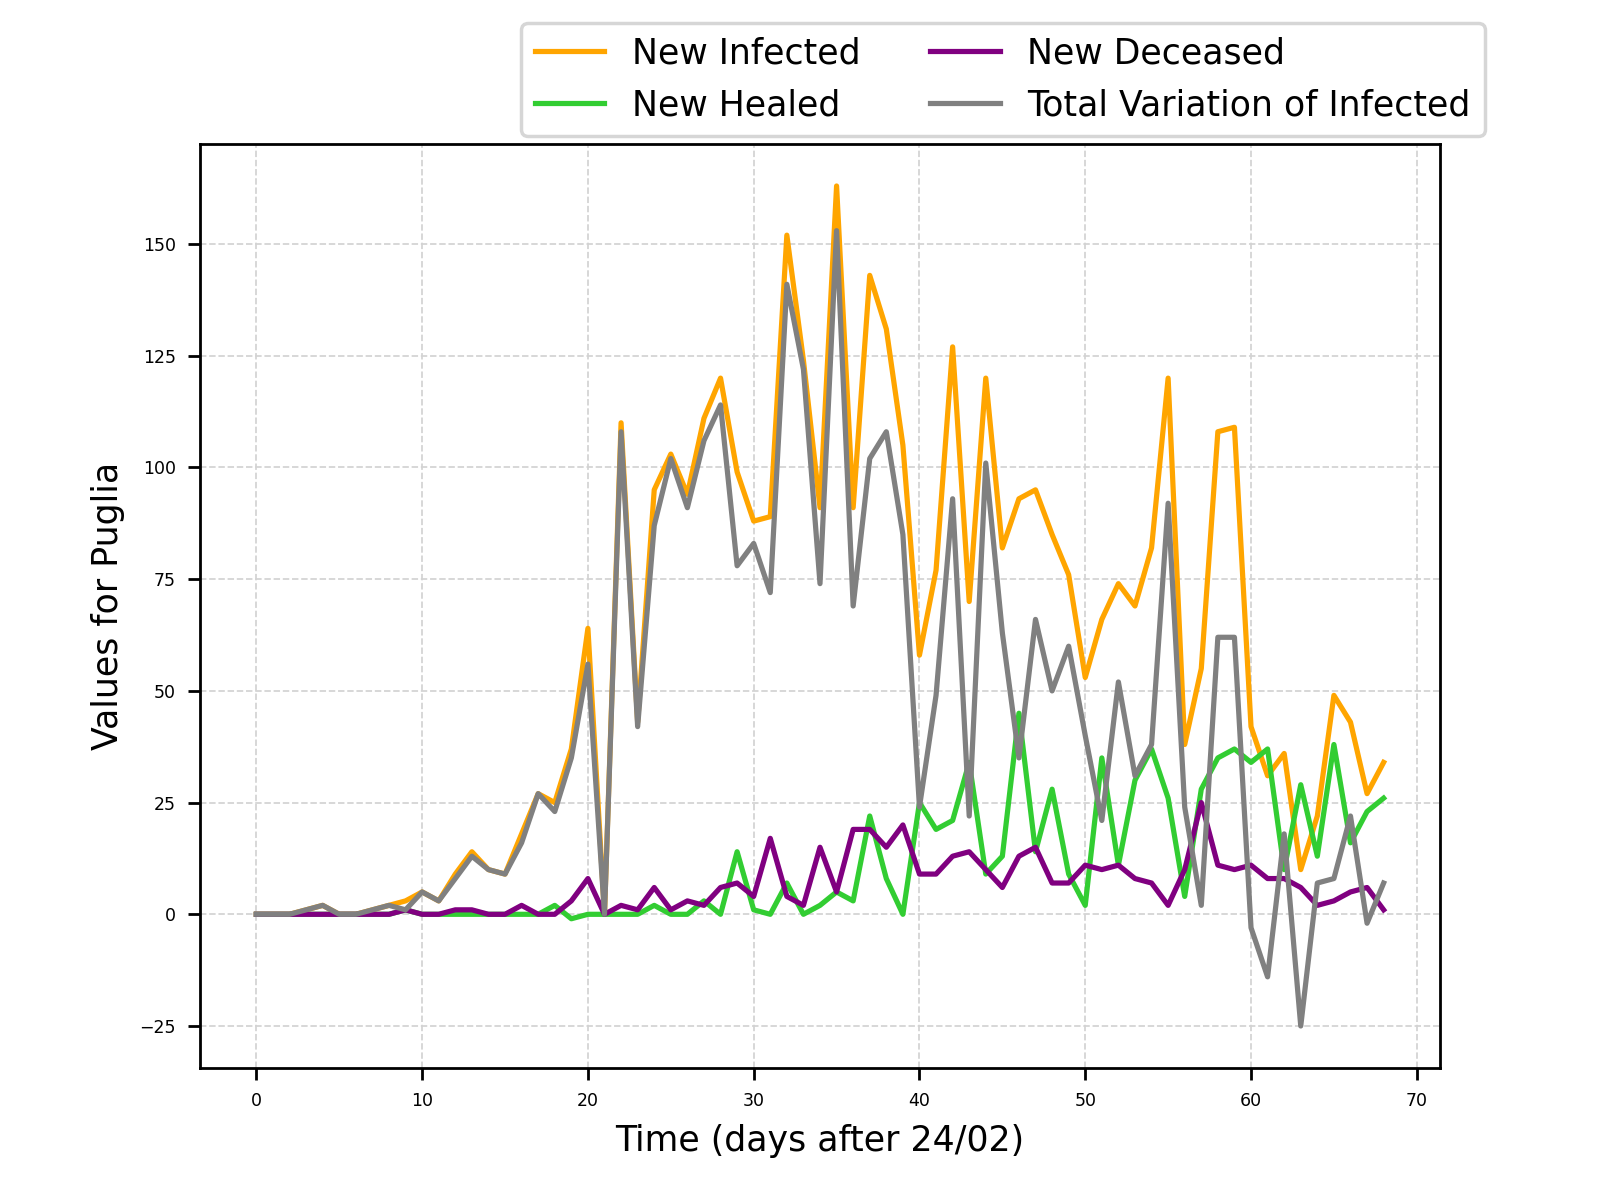 New Infected
New Healed
New Deceased
Total Variation of Infected
Values for Puglia
150
125
100
75
50
25
0
−25
0 10 20 30 40 50 60 70
Time (days after 24/02)